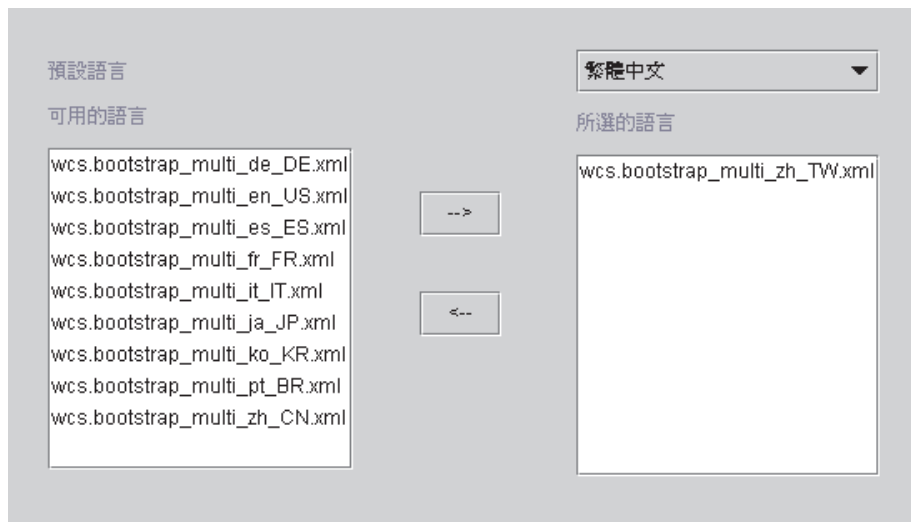 預設語言
繁體中文
可用的語言
所選的語言
wcs.bootstrap_multi_de_DE.xml
wcs.bootstrap_multi_en_US.xml
wcs.bootstrap_multi_es_ES.xml
wcs.bootstrap_multi_fr_FR.xml
wcs.bootstrap_multi_it_IT.xml
wcs.bootstrap_multi_ja_JP.xml
wcs.bootstrap_multi_ko_KR.xml
wcs.bootstrap_multi_pt_BR.xml
wcs.bootstrap_multi_zh_CN.xml
-->
<--
wcs.bootstrap_multi_zh_TW.xml